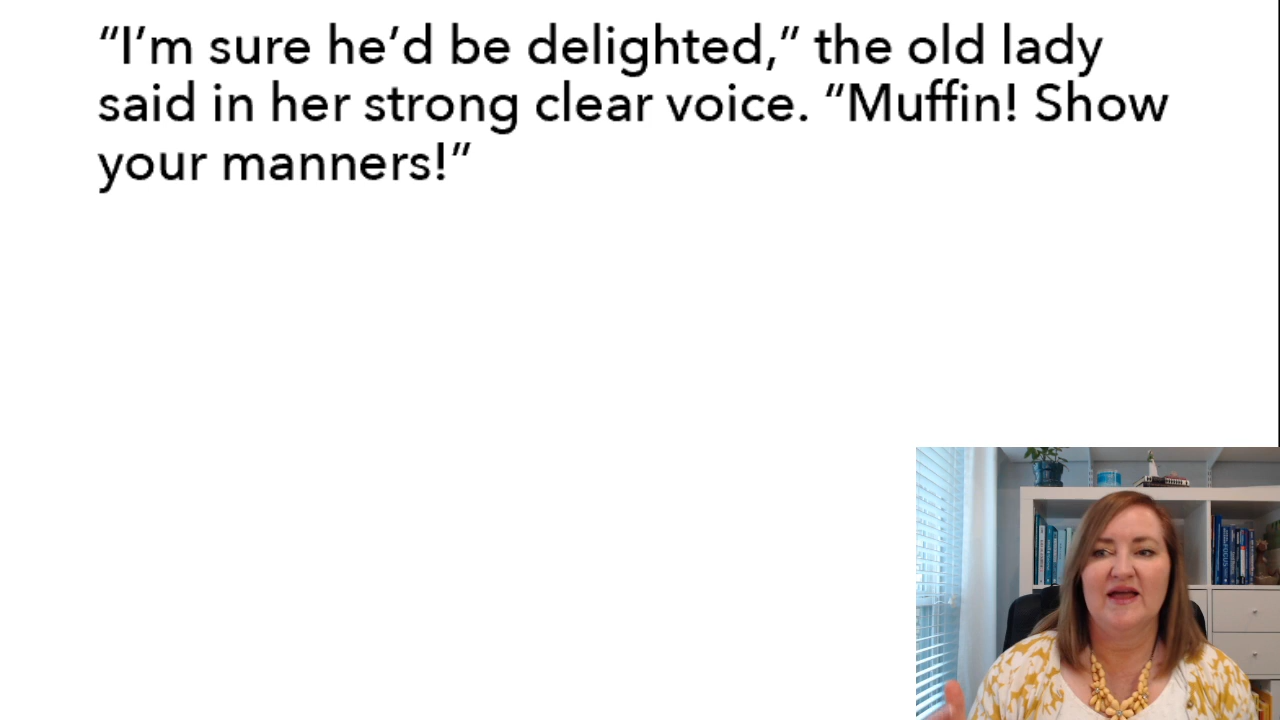 “I’m sure he’d be delighted,” the old lady
said in her strong clear voice. “Muffin! Show
your manners!”